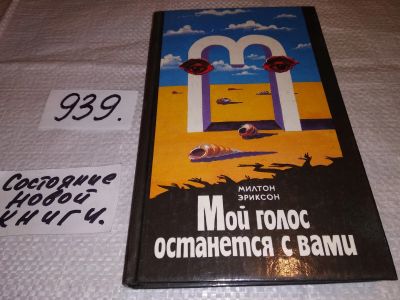 939.
Состояние
новой
книги.
МИЛТОН
ЭРИКСОН
Мой голос
останется с вами